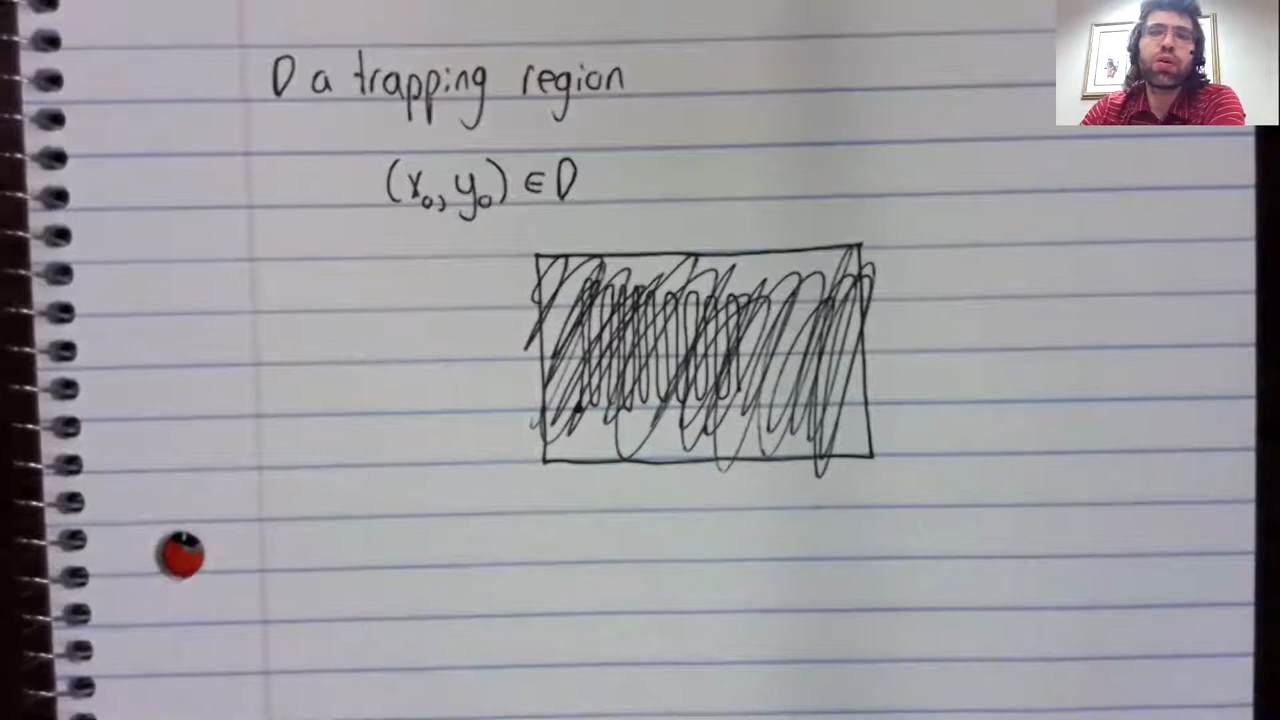 D a trapping region
(x₀, y₀) ∈ D